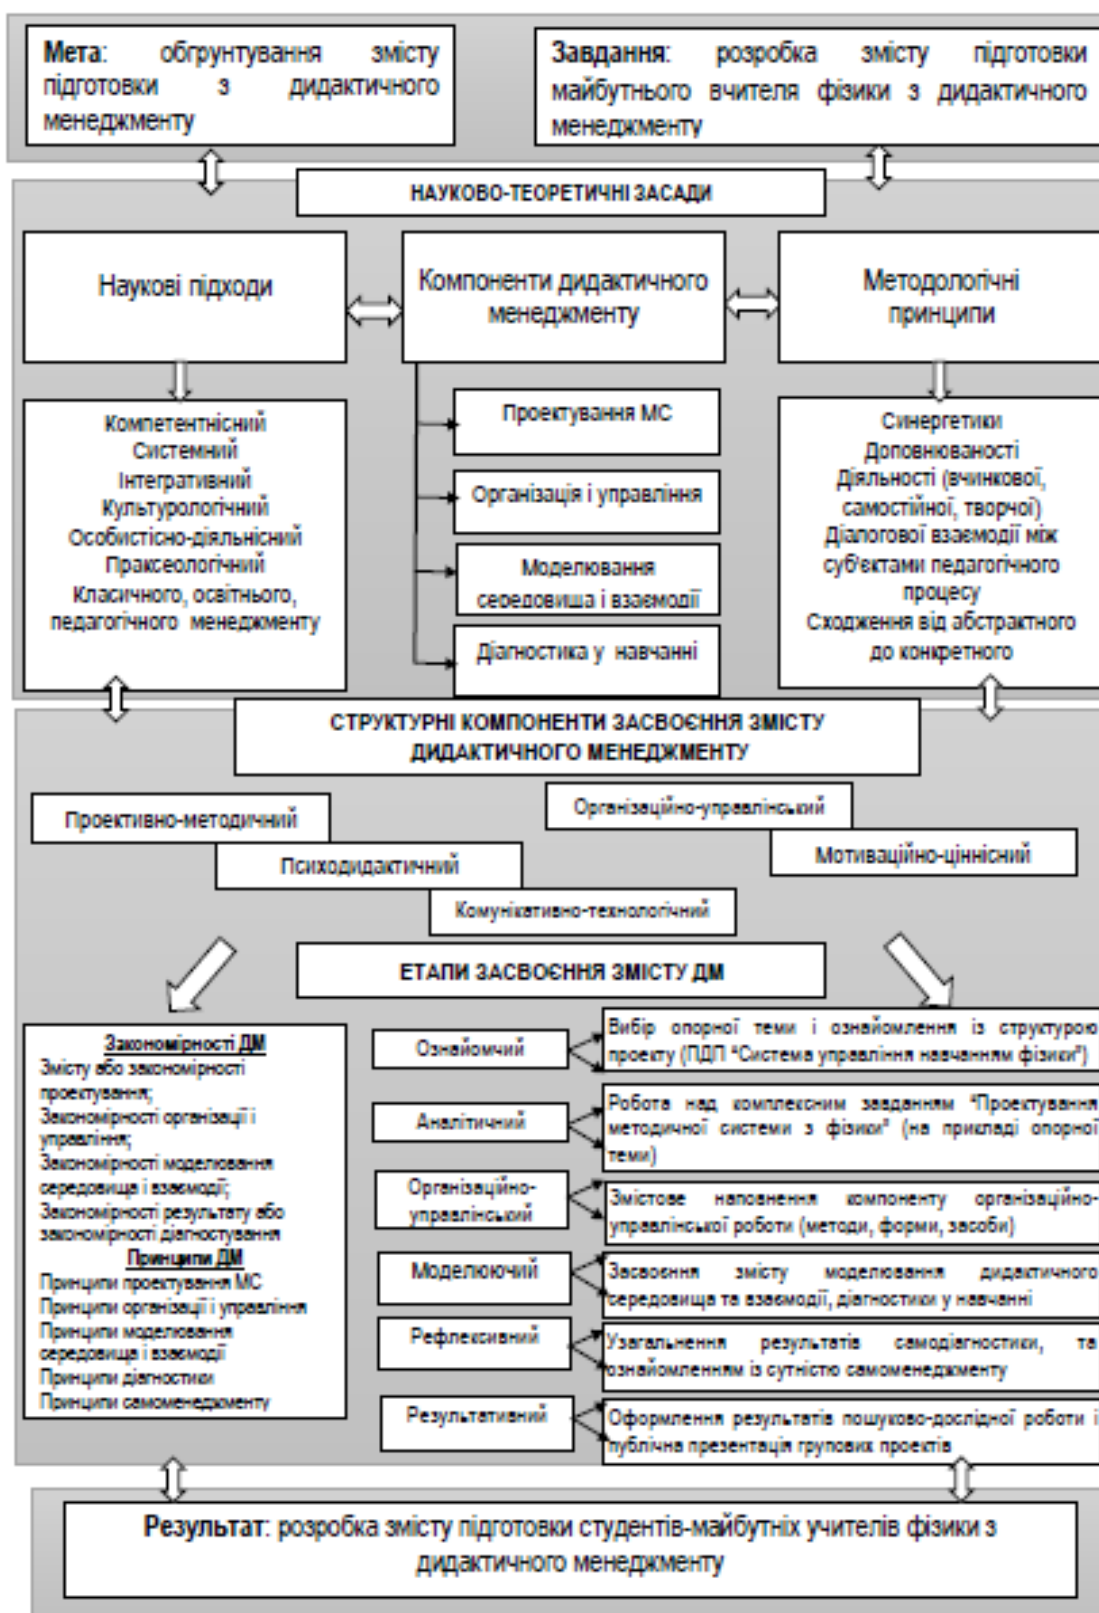 Мета: обґрунтування змісту
підготовки з дидактичного
менеджменту
Завдання: розробка змісту підготовки
майбутнього вчителя фізики з дидактичного
менеджменту
НАУКОВО-ТЕОРЕТИЧНІ ЗАСАДИ
Наукові підходи
Компоненти дидактичного
менеджменту
Методологічні
принципи
Компетентнісний
Системний
Інтегративний
Культурологічний
Особистісно-діяльнісний
Праксеологічний
Класичного, освітнього,
педагогічного менеджменту
Проектування МС
Організація і управління
Моделювання
середовища і взаємодії
Діагностика у навчанні
Синергетики
Доповнюваності
Діяльності (вчинкової,
самостійної, творчої)
Діалогової взаємодії між
суб'єктами педагогічного
процесу
Сходження від абстрактного
до конкретного
СТРУКТУРНІ КОМПОНЕНТИ ЗАСВОЄННЯ ЗМІСТУ
ДИДАКТИЧНОГО МЕНЕДЖМЕНТУ
Проективно-методичний
Психодидактичний
Комунікативно-технологічний
Організаційно-управлінський
Мотиваційно-ціннісний
ЕТАПИ ЗАСВОЄННЯ ЗМІСТУ ДМ
Закономірності ДМ
Змісту або закономірності
проектування;
Закономірності організації і
управління;
Закономірності моделювання
середовища і взаємодії;
Закономірності результату або
закономірності діагностування
Принципи ДМ
Принципи проектування МС
Принципи організації і управління
Принципи моделювання
середовища і взаємодії
Принципи діагностики
Принципи самоменеджменту
Ознайомчий
Вибір опорної теми і ознайомлення із структурою
проекту (ПДП "Система управління навчанням фізики")
Аналітичний
Робота над комплексним завданням "Проектування
методичної системи з фізики" (на прикладі опорної
теми)
Організаційно-
управлінський
Змістове наповнення компоненту організаційно-
управлінської роботи (методи, форми, засоби)
Моделюючий
Засвоєння змісту моделювання дидактичного
середовища та взаємодії, діагностики у навчанні
Рефлексивний
Узагальнення результатів самодіагностики, та
ознайомленням із сутністю самоменеджменту
Результативний
Оформлення результатів пошуково-дослідної роботи і
публічна презентація групових проектів
Результат: розробка змісту підготовки студентів-майбутніх учителів фізики з
дидактичного менеджменту